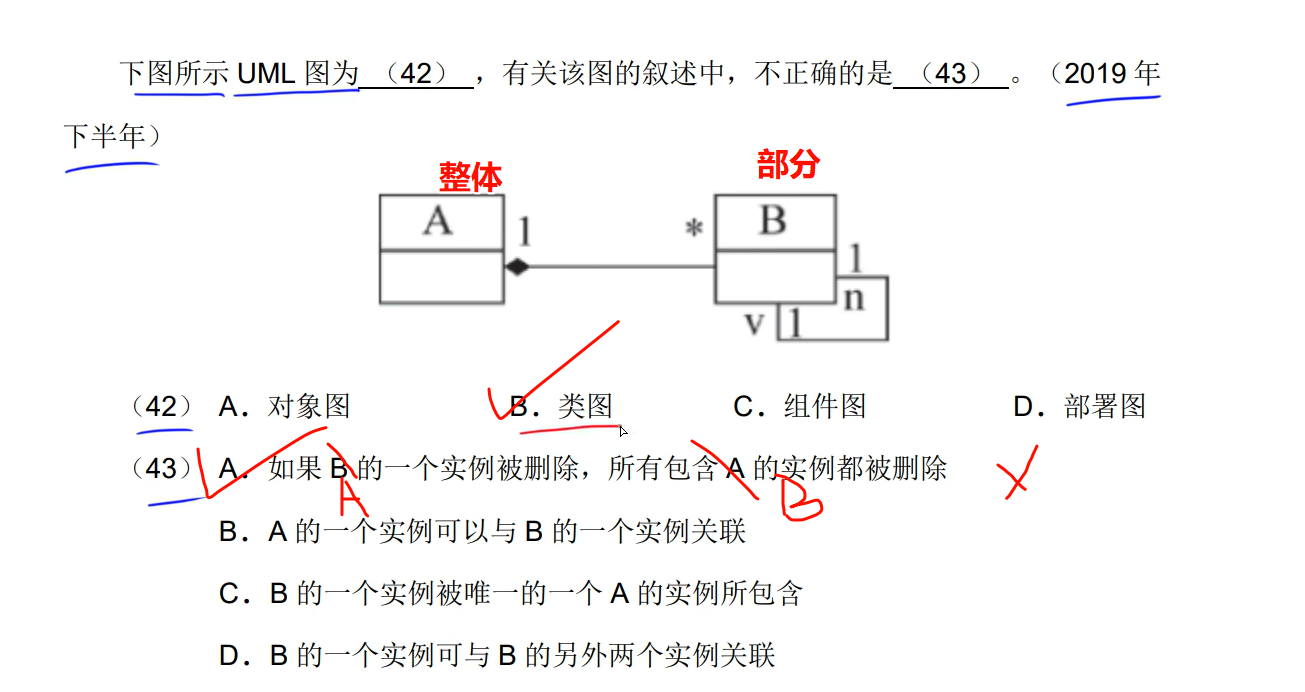 下图所示 UML 图为 （42） ，有关该图的叙述中，不正确的是 （43） 。（2019 年
下半年）
整体 部分
A 1 * B
1
n
v 1
（42） A．对象图 B．类图 C．组件图 D．部署图
（43） A．如果 B 的一个实例被删除，所有包含 A 的实例都被删除
A B
B．A 的一个实例可以与 B 的一个实例关联
C．B 的一个实例被唯一的一个 A 的实例所包含
D．B 的一个实例可与 B 的另外两个实例关联